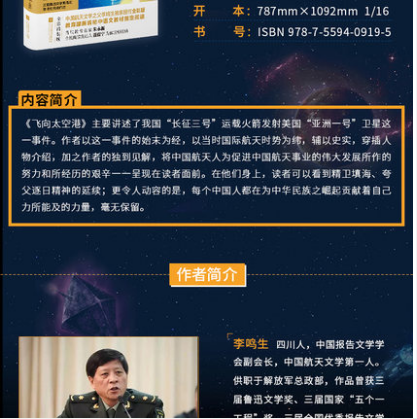 开 本：787mm×1092mm 1/16
书 号：ISBN 978-7-5594-0919-5
内容简介
《飞向太空港》主要讲述了我国“长征三号”运载火箭发射美国“亚洲一号”卫星这
一事件。作者以这一事件的始末为经，以当时国际航天时势为纬，辅以史实，穿插人
物介绍，加之作者的独到见解，将中国航天人为促进中国航天事业的伟大发展所作的
努力和所经历的艰辛一一呈现在读者面前。在他们身上，读者可以看到精卫填海、夸
父逐日精神的延续；更令人动容的是，每个中国人都在为中华民族之崛起贡献着自己
力所能及的力量，毫无保留。
作者简介
李鸣生 四川人，中国报告文学学
会副会长，中国航天文学第一人。
供职于解放军总政部，作品曾获三
届鲁迅文学奖、三届国家“五个一
工程”奖、三届全国优秀报告文学